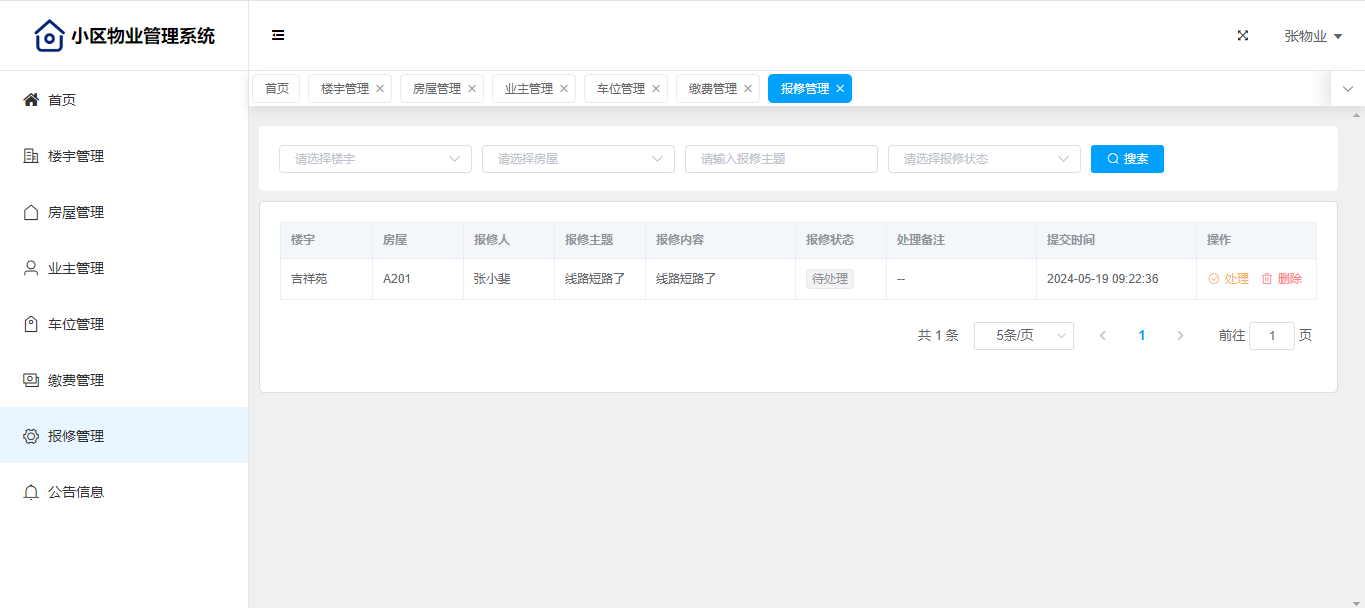 小区物业管理系统
张物业
首页
楼宇管理
房屋管理
业主管理
车位管理
缴费管理
报修管理
公告信息
首页 楼宇管理 房屋管理 业主管理 车位管理 缴费管理 报修管理
请选择楼宇 请选择房屋 请输入报修主题 请选择报修状态 搜索
楼宇 房屋 报修人 报修主题 报修内容 报修状态 处理备注 提交时间 操作
吉祥苑 A201 张小斐 线路短路了 线路短路了 待处理 -- 2024-05-19 09:22:36 处理 删除
共 1 条 5条/页 1 前往 1 页